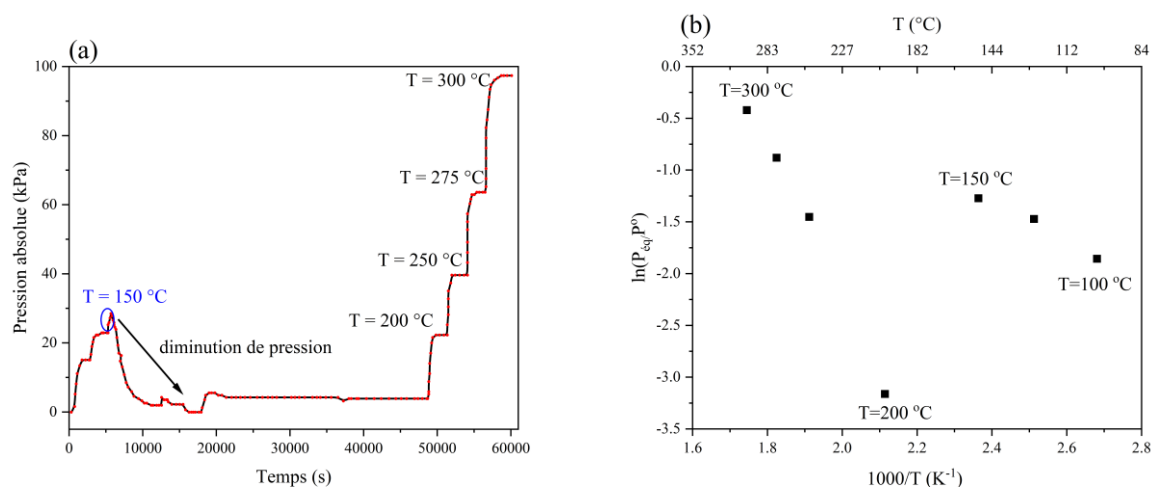 (a)
100
80
60
40
20
0
Pression absolue (kPa)
T = 300 °C
T = 275 °C
T = 250 °C
T = 200 °C
T = 150 °C
diminution de pression
0 10000 20000 30000 40000 50000 60000
Temps (s)
(b)
T (°C)
352 283 227 182 144 112 84
0.0
-0.5
-1.0
-1.5
-2.0
-2.5
-3.0
-3.5
ln(Péq/P°)
T=300 °C
T=150 °C
T=100 °C
T=200 °C
1.6 1.8 2.0 2.2 2.4 2.6 2.8
1000/T (K-1)